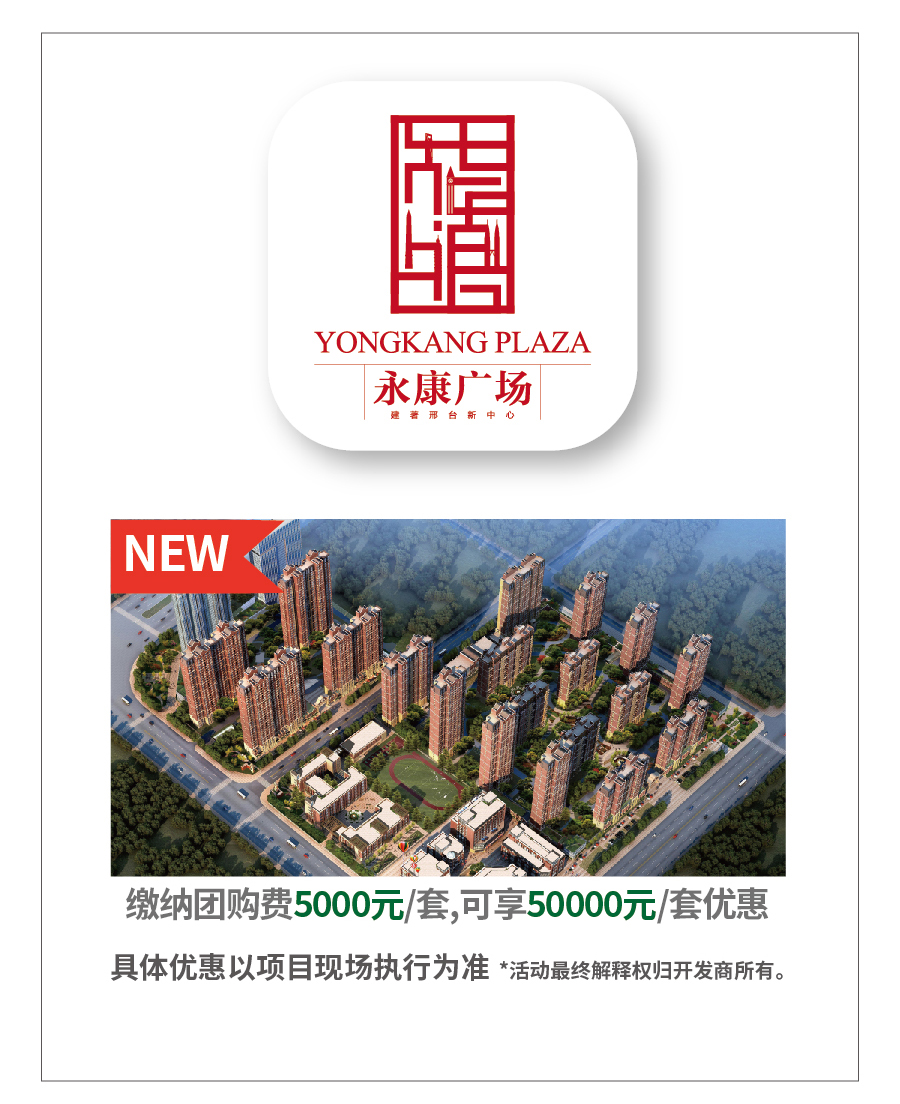 YONGKANG PLAZA
永康广场
建著邢台新中心
NEW
缴纳团购费5000元/套,可享50000元/套优惠
具体优惠以项目现场执行为准 *活动最终解释权归开发商所有。